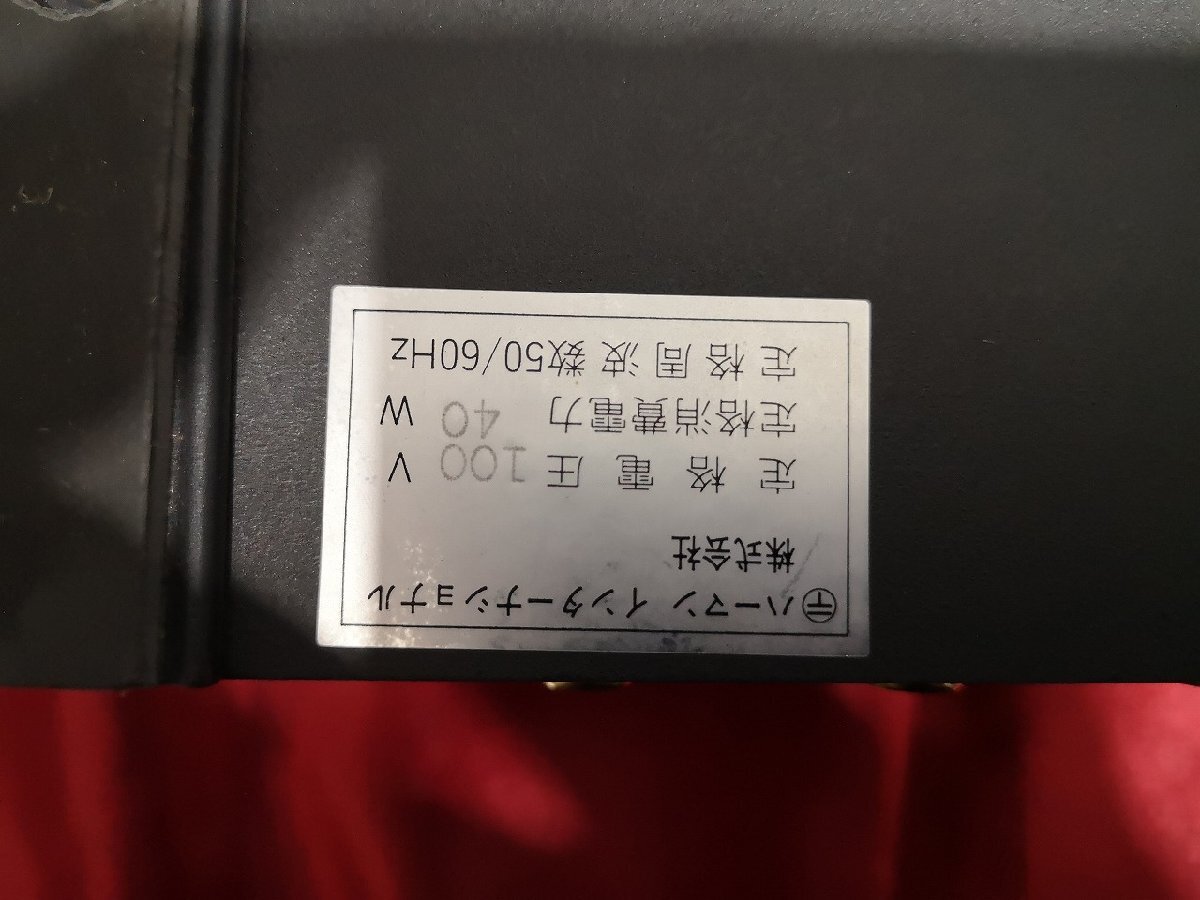 〒ハーマン インターナショナル
株式会社
定格電圧 100 V
定格消費電力 40 W
定格周波数50/60Hz